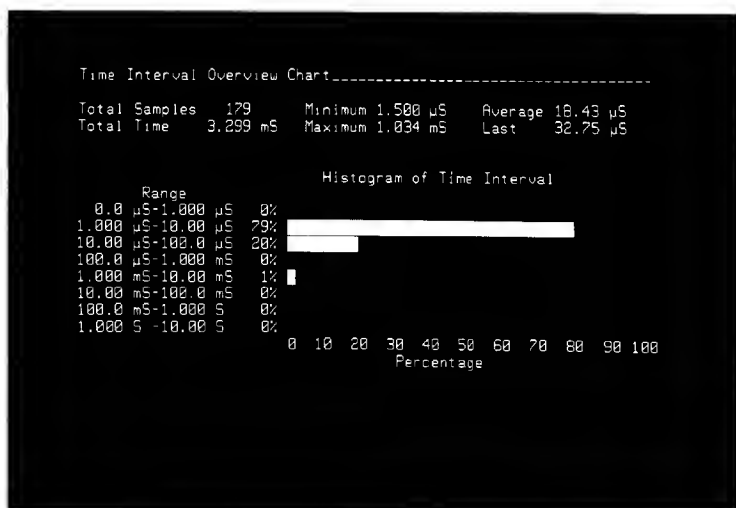 Time Interval Overview Chart
Total Samples 179 Minimum 1.500 µS Average 18.43 µS
Total Time 3.299 mS Maximum 1.034 mS Last 32.75 µS
Histogram of Time Interval
Range
0.0 µS-1.000 µS 0%
1.000 µS-10.00 µS 79%
10.00 µS-100.0 µS 20%
100.0 µS-1.000 mS 0%
1.000 mS-10.00 mS 1%
10.00 mS-100.0 mS 0%
100.0 mS-1.000 S 0%
1.000 S -10.00 S 0%
0 10 20 30 40 50 60 70 80 90 100
Percentage